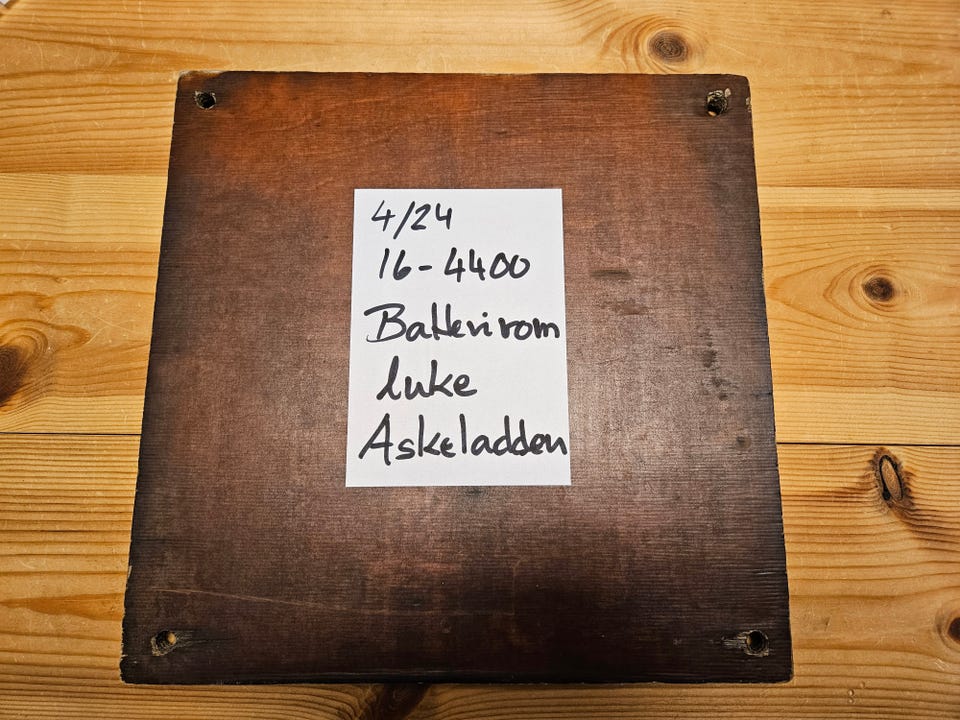 4/24
16-4400
Batterirom
luke
Askeladden